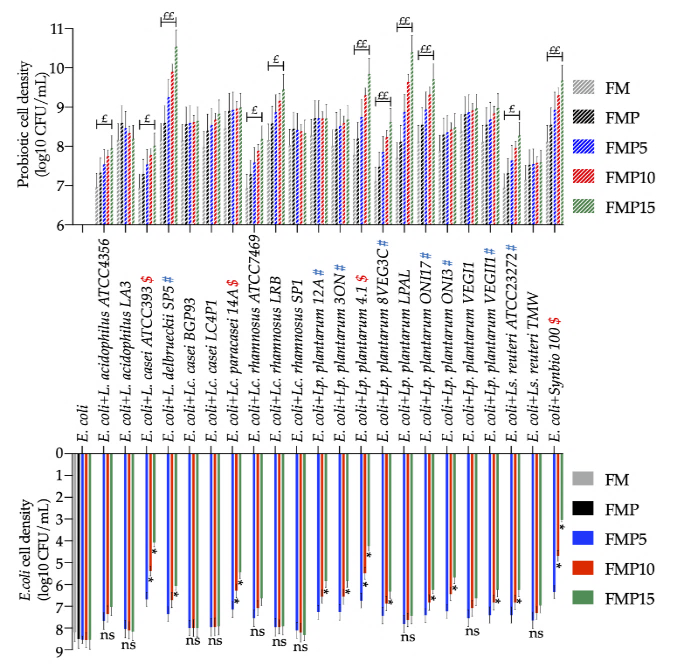 Probiotic cell density
(log10 CFU/mL)
11
10
9
8
7
6
£
£
££
£
£
££
££
££
££
£
££
FM
FMP
FMP5
FMP10
FMP15
E. coli
E. coli+L. acidophilus ATCC4356
E. coli+L. acidophilus LA3
E. coli+L. casei ATCC393 $
E. coli+L. delbrueckii SP5 #
E. coli+Lc. casei BGP93
E. coli+Lc. casei LC4P1
E. coli+Lc. paracasei 14A $
E. coli+Lc. rhamnosus ATCC7469
E. coli+Lc. rhamnosus LRB
E. coli+Lc. rhamnosus SP1
E. coli+Lp. plantarum 12A #
E. coli+Lp. plantarum 3ON #
E. coli+Lp. plantarum 4.1 $
E. coli+Lp. plantarum 8VEG3C #
E. coli+Lp. plantarum LPAL
E. coli+Lp. plantarum ONI17 #
E. coli+Lp. plantarum ONI3 #
E. coli+Lp. plantarum VEGI1
E. coli+Lp. plantarum VEGII1 #
E. coli+Ls. reuteri ATCC23272 #
E. coli+Ls. reuteri TMW
E. coli+Synbio 100 $
E.coli cell density
(log10 CFU/mL)
0
1
2
3
4
5
6
7
8
9
ns
ns
*
*
*
*
ns
ns
*
*
ns
ns
ns
*
*
*
*
*
*
*
*
ns
*
*
*
*
ns
*
*
*
*
ns
*
*
FM
FMP
FMP5
FMP10
FMP15